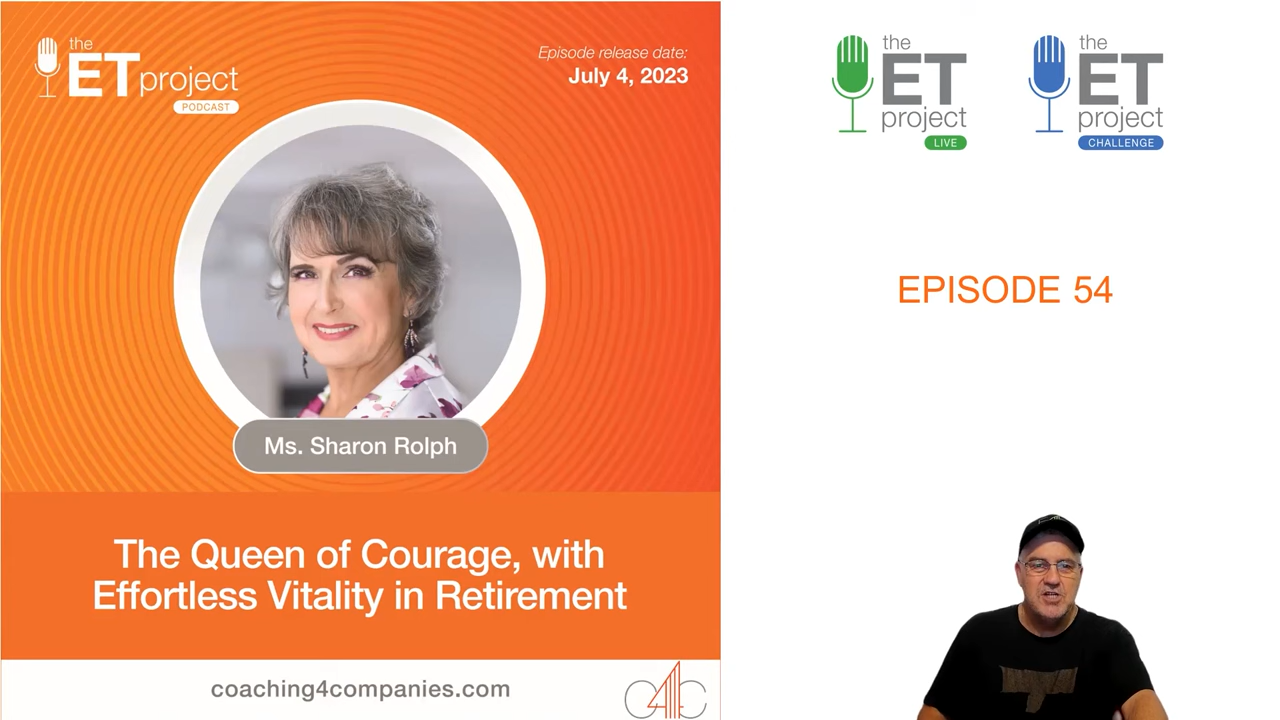 the
ET project
PODCAST
Episode release date:
July 4, 2023
Ms. Sharon Rolph
The Queen of Courage, with
Effortless Vitality in Retirement
coaching4companies.com
C4C
the
ET
project
LIVE
the
ET
project
CHALLENGE
EPISODE 54